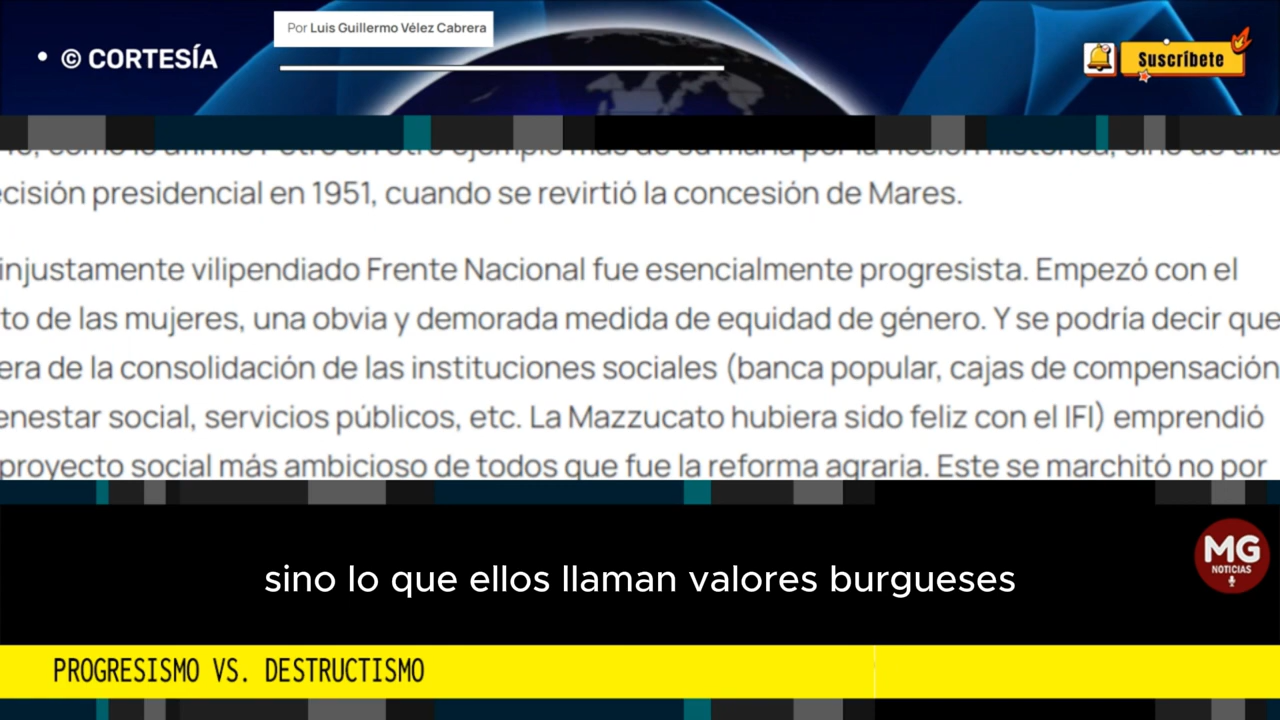 Por Luis Guillermo Vélez Cabrera
• © CORTESÍA
Suscríbete
decisión presidencial en 1951, cuando se revirtió la concesión de Mares.
injustamente vilipendiado Frente Nacional fue esencialmente progresista. Empezó con el
to de las mujeres, una obvia y demorada medida de equidad de género. Y se podría decir que
era de la consolidación de las instituciones sociales (banca popular, cajas de compensación
enestar social, servicios públicos, etc. La Mazzucato hubiera sido feliz con el IFI) emprendió
proyecto social más ambicioso de todos que fue la reforma agraria. Este se marchitó no por
sino lo que ellos llaman valores burgueses
MG
NOTICIAS
PROGRESISMO VS. DESTRUCTISMO